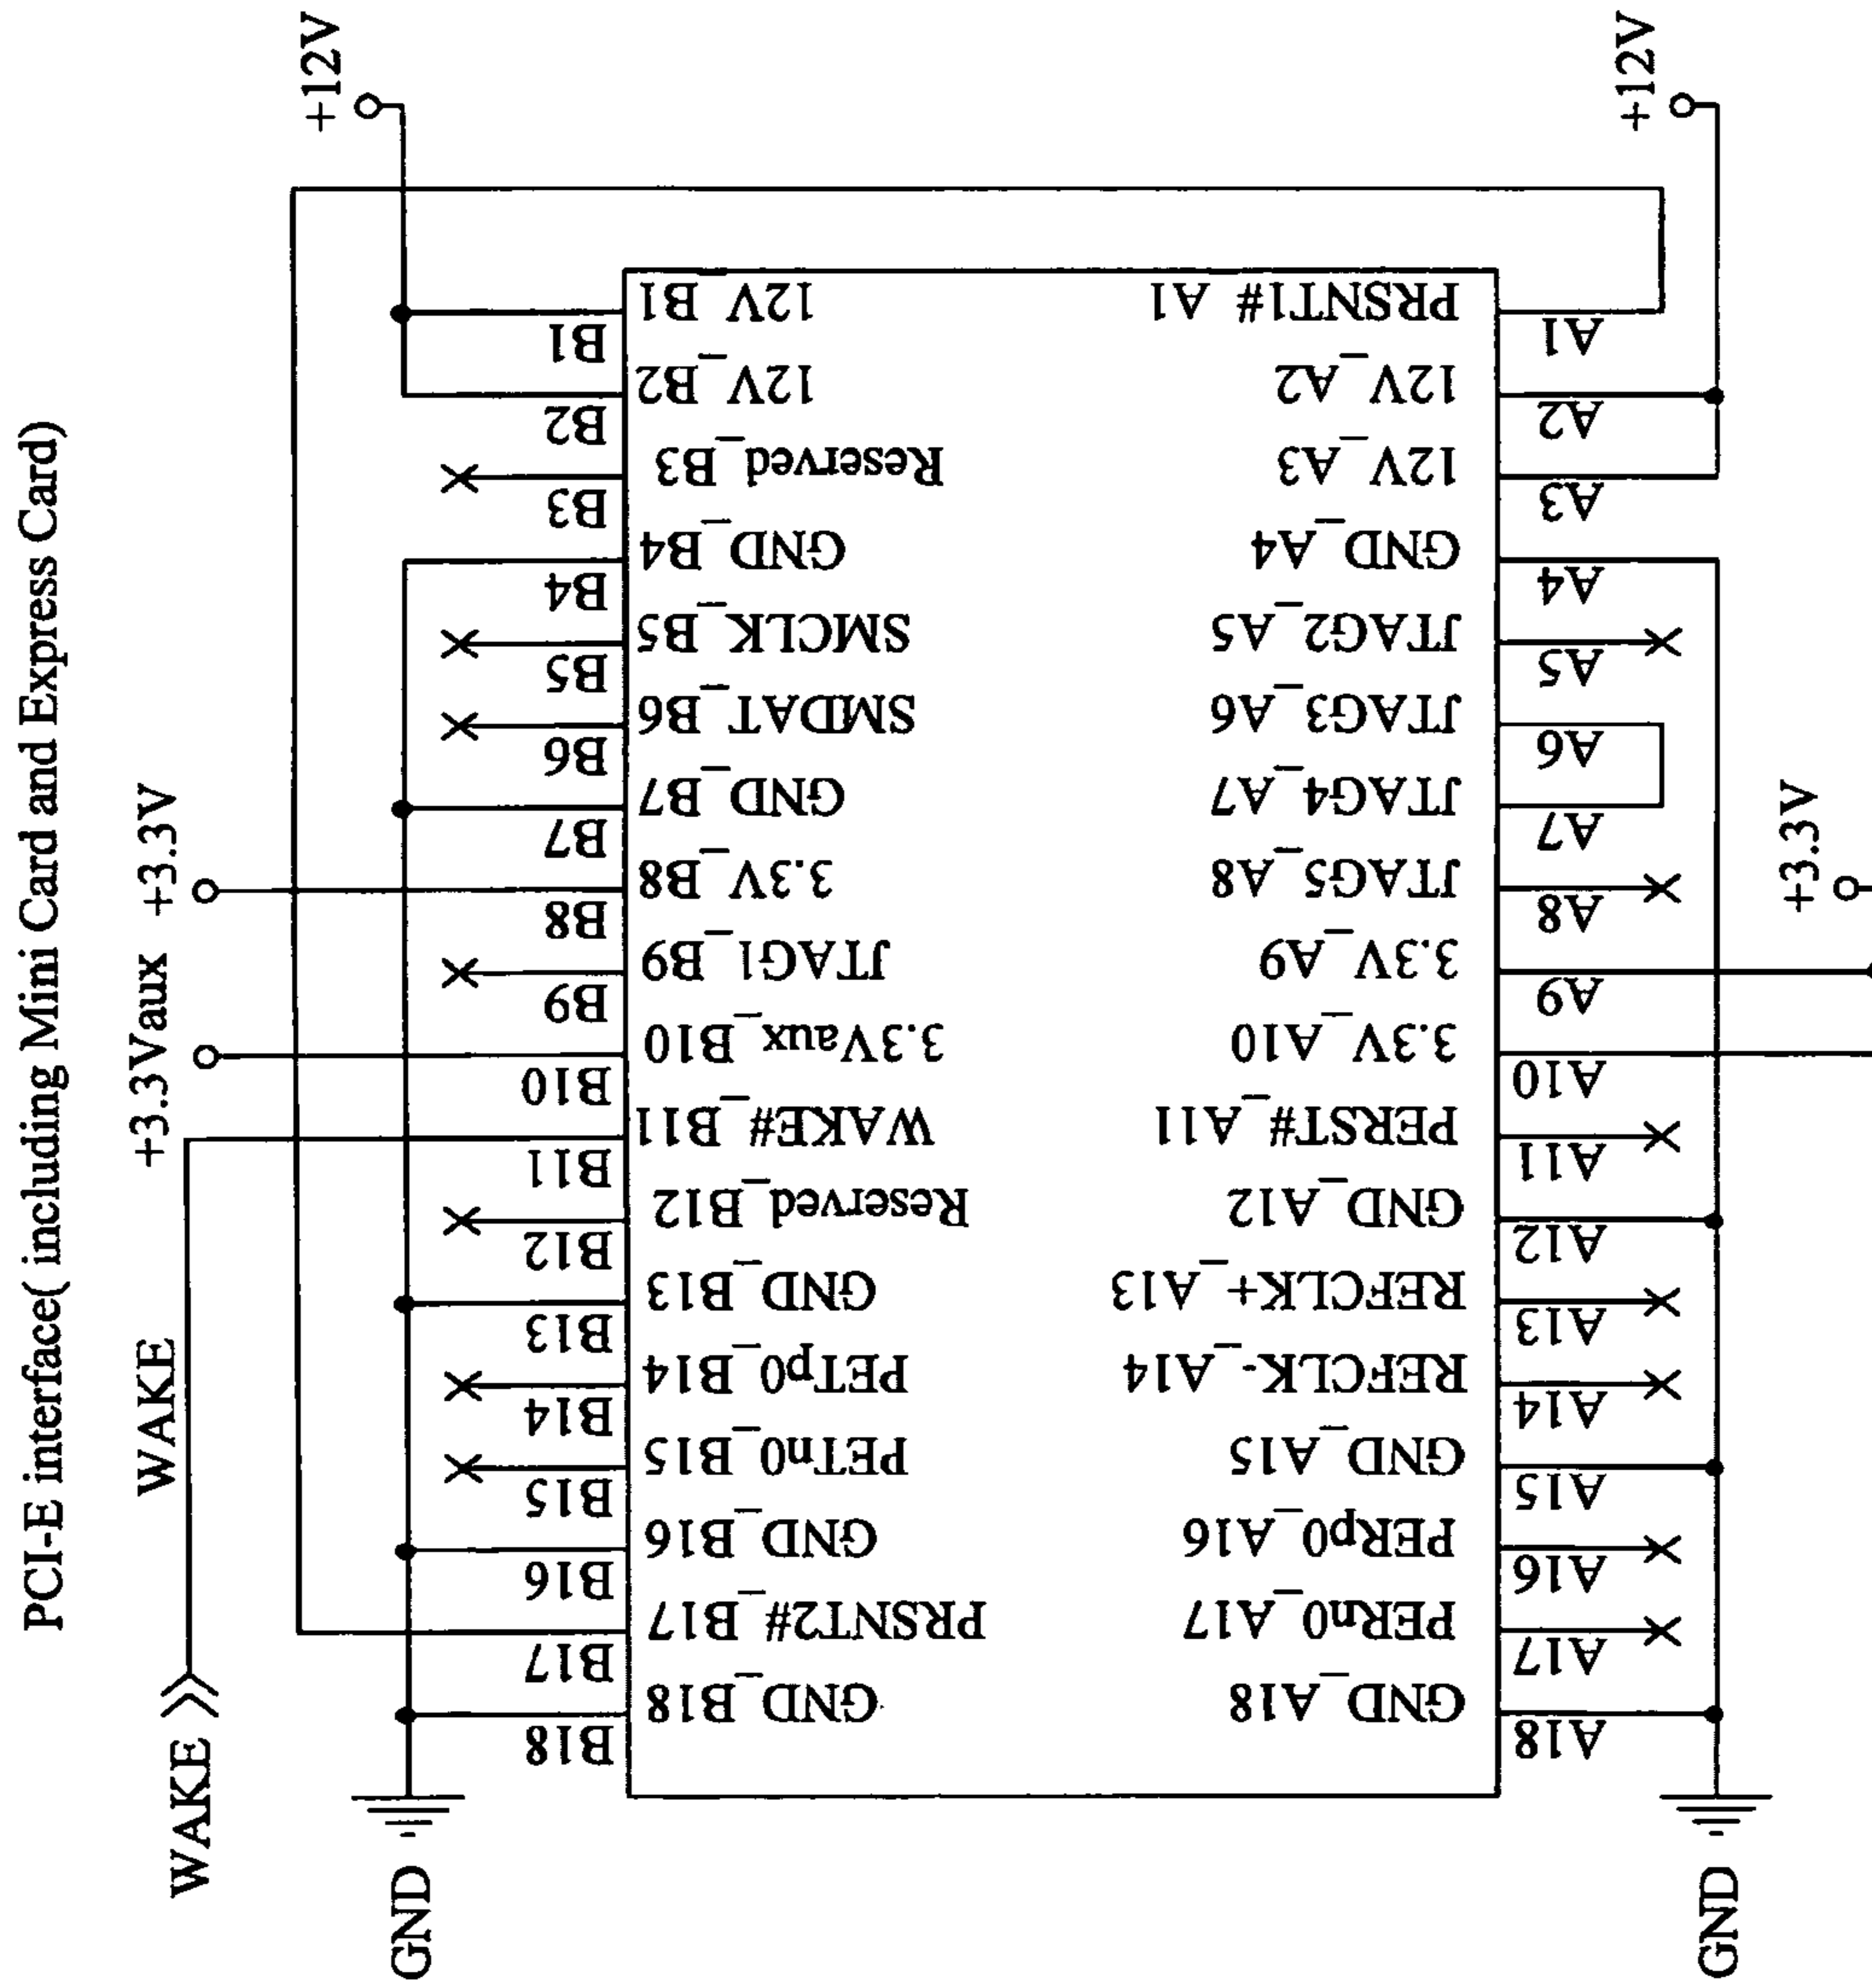 PCI-E interface( including Mini Card and Express Card)
+12V
+3.3V
+3.3Vaux
WAKE
WAKE
GND
B1
B2
B3
B4
B5
B6
B7
B8
B9
B10
B11
B12
B13
B14
B15
B16
B17
B18
12V_B1
12V_B2
Reserved_B3
GND_B4
SMCLK_B5
SMDAT_B6
GND_B7
3.3V_B8
JTAG1_B9
3.3Vaux_B10
WAKE#_B11
Reserved_B12
GND_B13
PETp0_B14
PETn0_B15
GND_B16
PRSNT2#_B17
GND_B18
PRSNT1#_A1
12V_A2
12V_A3
GND_A4
JTAG2_A5
JTAG3_A6
JTAG4_A7
JTAG5_A8
3.3V_A9
3.3V_A10
PERST#_A11
GND_A12
REFCLK+_A13
REFCLK-_A14
GND_A15
PERp0_A16
PERn0_A17
GND_A18
A1
A2
A3
A4
A5
A6
A7
A8
A9
A10
A11
A12
A13
A14
A15
A16
A17
A18
+12V
+3.3V
GND